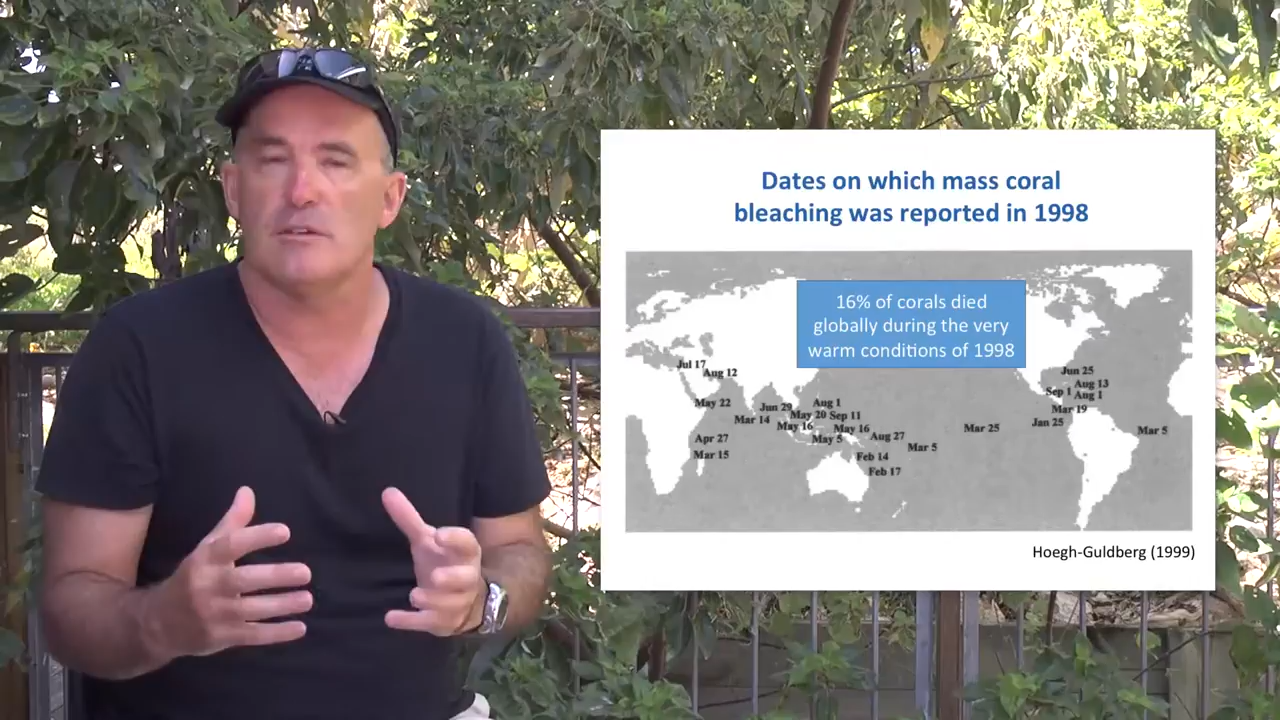 Dates on which mass coral
bleaching was reported in 1998
16% of corals died
globally during the very
warm conditions of 1998
Jul 17
Aug 12
Jun 25
Aug 13
Sep 1
Aug 1
May 22
Jun 29
Aug 1
Mar 19
Mar 14
May 20
Sep 11
Jan 25
May 16
May 16
Mar 25
Mar 5
Apr 27
May 5
Aug 27
Mar 5
Mar 15
Feb 14
Feb 17
Hoegh-Guldberg (1999)